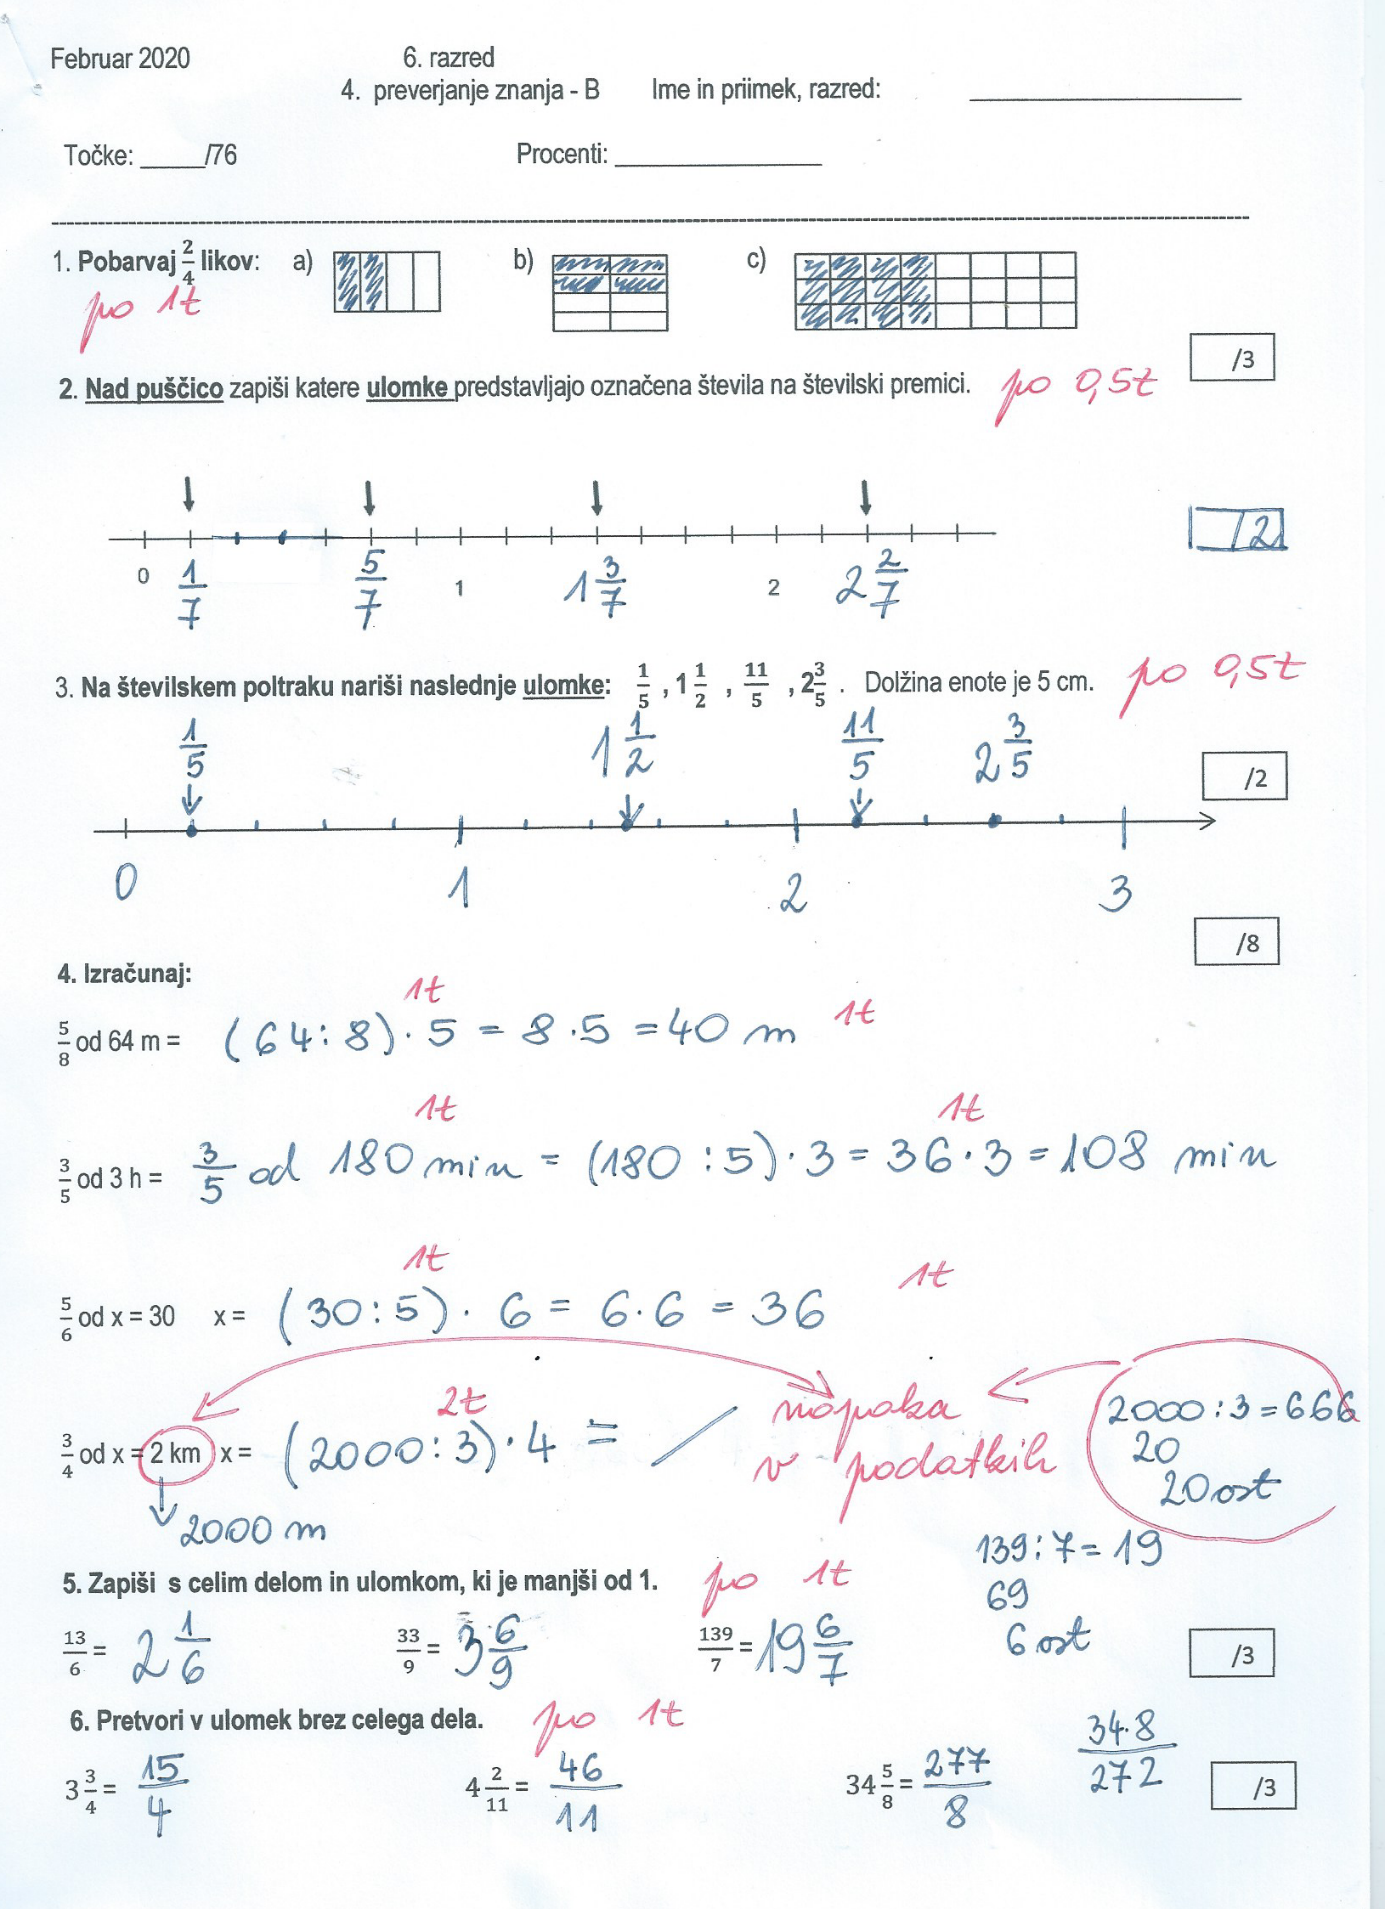 Februar 2020 6. razred
4. preverjanje znanja - B Ime in priimek, razred: ____________
Točke: _____/76 Procenti: ____________
1. Pobarvaj 2/4 likov: a) b) c)
po 1t
/3
2. Nad puščico zapiši katere ulomke predstavljajo označena števila na številski premici. po 0,5t
/2
0 1/7 5/7 1 1 3/7 2 2 2/7
3. Na številskem poltraku nariši naslednje ulomke: 1/5 , 1 1/2 , 11/5 , 2 3/5 . Dolžina enote je 5 cm. po 0,5t
1/5 1 1/2 11/5 2 3/5
/2
0 1 2 3
/8
4. Izračunaj:
1t
5/8 od 64 m = (64:8)·5 = 8·5 = 40 m 1t
1t 1t
3/5 od 3 h = 3/5 od 180 min = (180:5)·3 = 36·3 = 108 min
1t 1t
5/6 od x = 30 x = (30:5)·6 = 6·6 = 36
2t
3/4 od x = 2 km x = (2000:3)·4 = / napaka v podatkih
2000 m
2000:3=666
20
20ost
5. Zapiši s celim delom in ulomkom, ki je manjši od 1. po 1t
139:7=19
69
6 ost
13/6 = 2 1/6 33/9 = 3 6/9 139/7 = 19 6/7
/3
6. Pretvori v ulomek brez celega dela. po 1t
3 3/4 = 15/4 4 2/11 = 46/11 34 5/8 = 277/8
34·8
272
/3